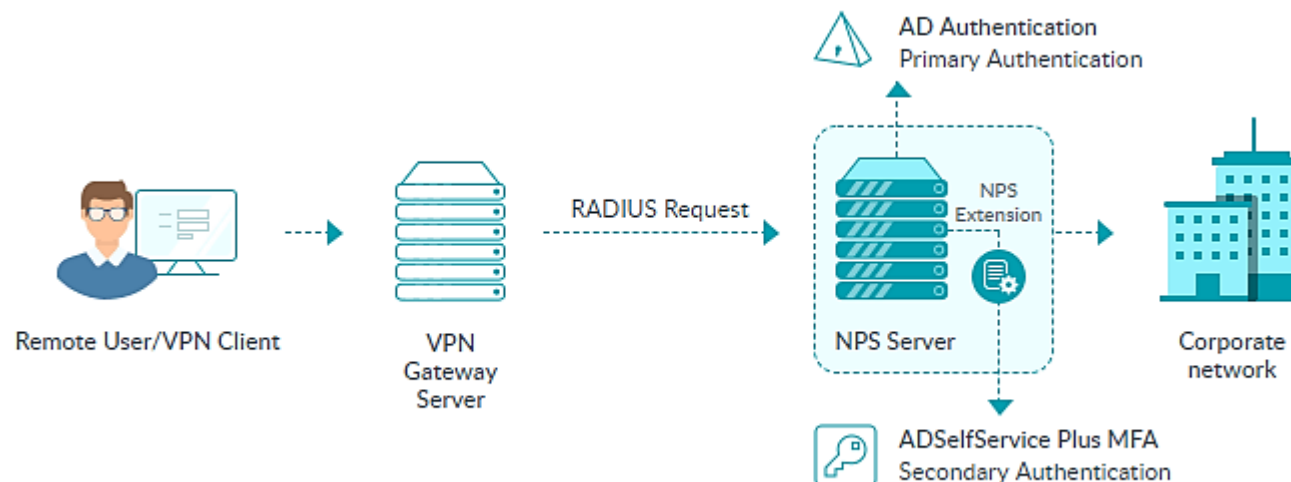 AD Authentication
Primary Authentication
RADIUS Request
NPS
Extension
Remote User/VPN Client
VPN
Gateway
Server
NPS Server
Corporate
network
ADSelfService Plus MFA
Secondary Authentication